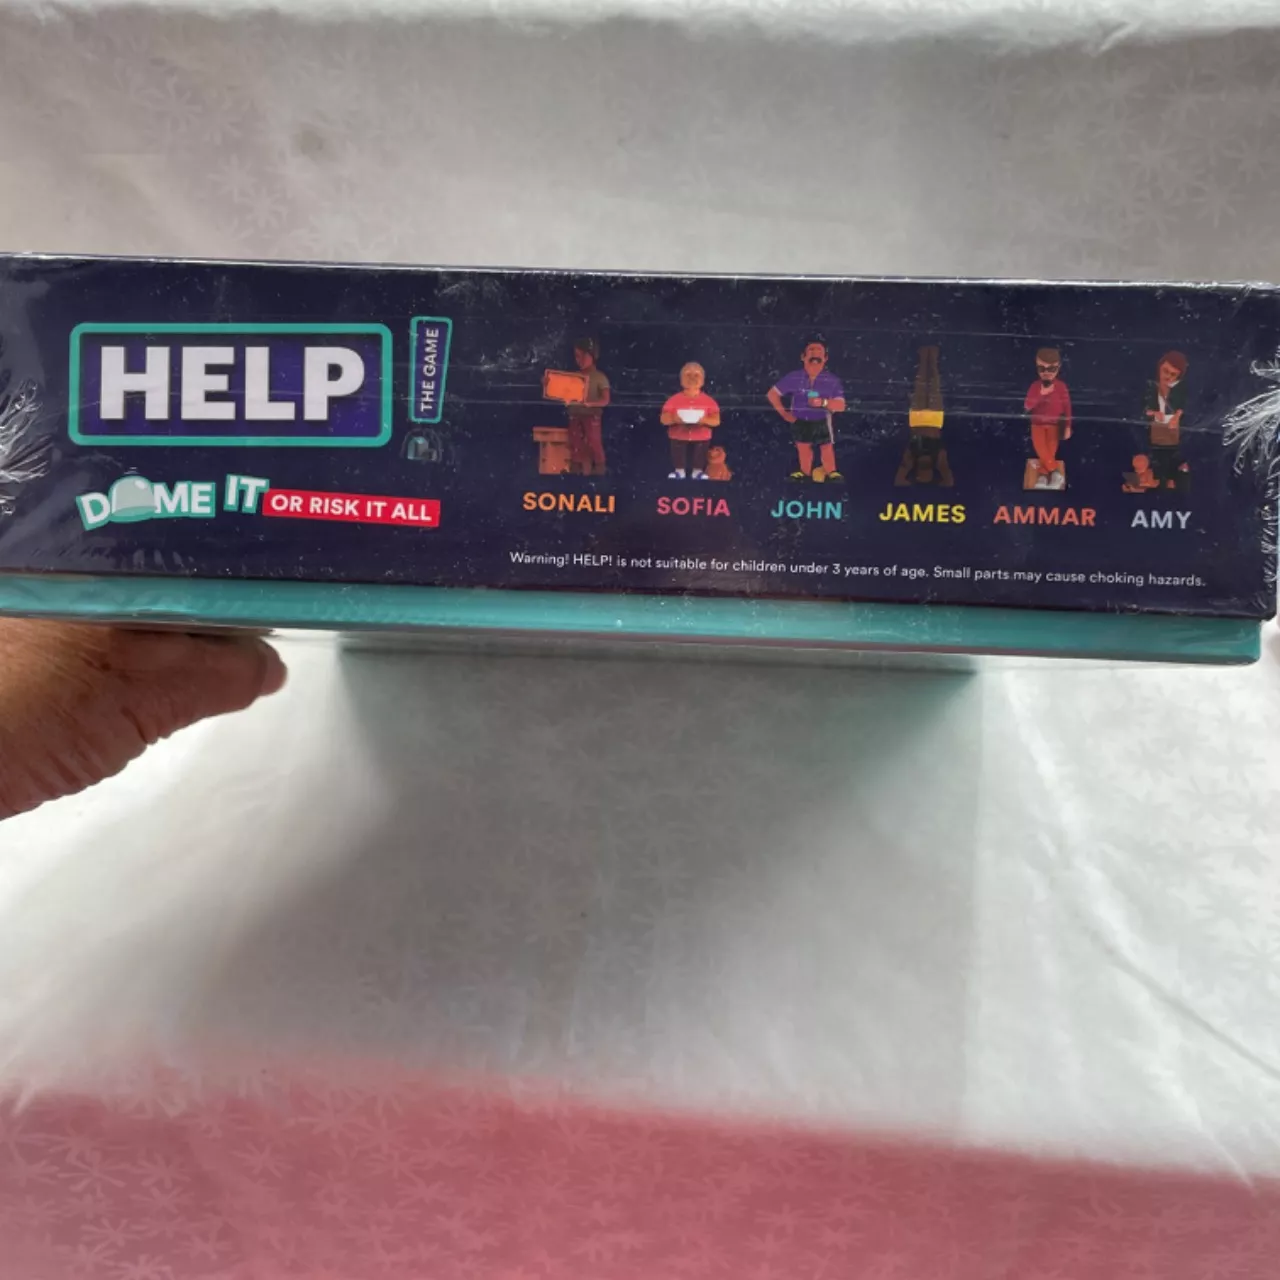 HELP
THE GAME
DOME IT OR RISK IT ALL
SONALI SOFIA JOHN JAMES AMMAR AMY
Warning! HELP! is not suitable for children under 3 years of age. Small parts may cause choking hazards.